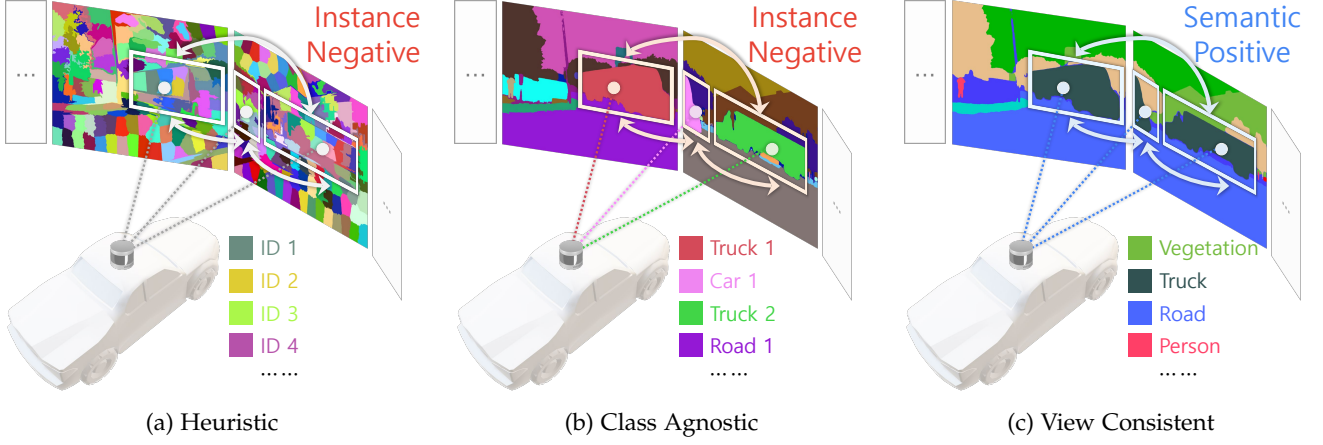 Instance
Negative
...
...
ID 1
ID 2
ID 3
ID 4
... ...
(a) Heuristic
Instance
Negative
...
...
Truck 1
Car 1
Truck 2
Road 1
... ...
(b) Class Agnostic
Semantic
Positive
...
...
Vegetation
Truck
Road
Person
... ...
(c) View Consistent